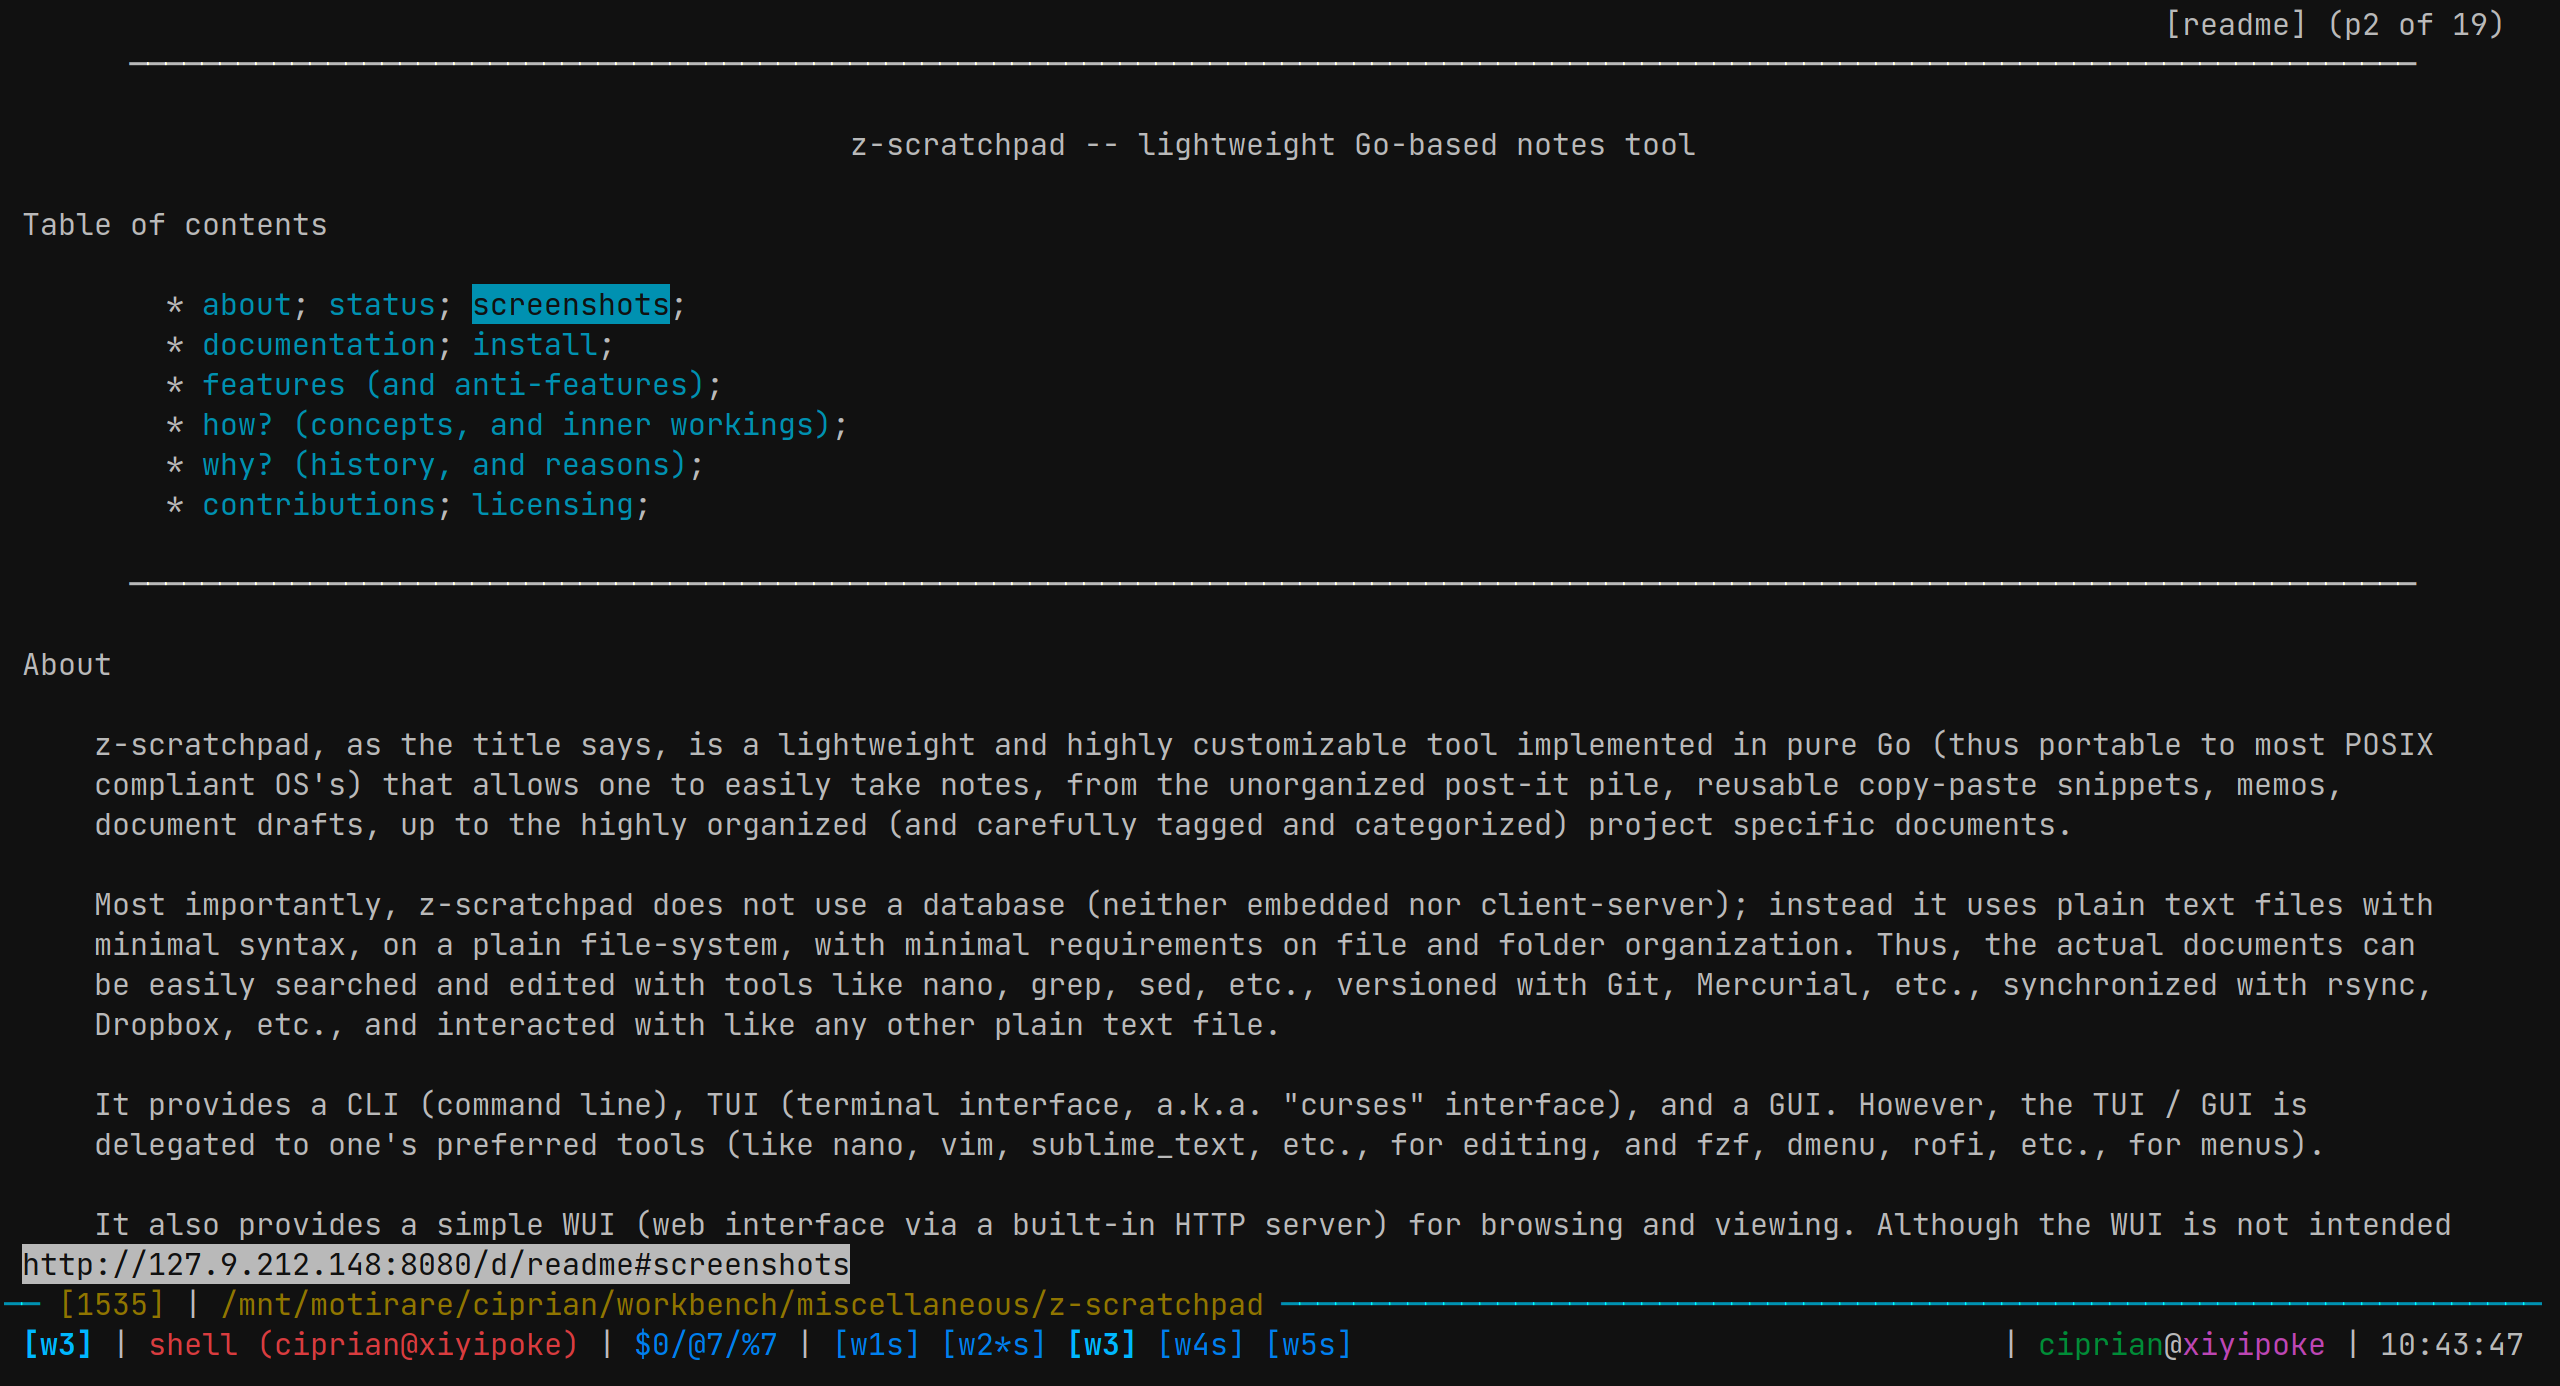 [readme] (p2 of 19)
z-scratchpad -- lightweight Go-based notes tool
Table of contents
* about; status; screenshots;
* documentation; install;
* features (and anti-features);
* how? (concepts, and inner workings);
* why? (history, and reasons);
* contributions; licensing;
About
z-scratchpad, as the title says, is a lightweight and highly customizable tool implemented in pure Go (thus portable to most POSIX
compliant OS's) that allows one to easily take notes, from the unorganized post-it pile, reusable copy-paste snippets, memos,
document drafts, up to the highly organized (and carefully tagged and categorized) project specific documents.
Most importantly, z-scratchpad does not use a database (neither embedded nor client-server); instead it uses plain text files with
minimal syntax, on a plain file-system, with minimal requirements on file and folder organization. Thus, the actual documents can
be easily searched and edited with tools like nano, grep, sed, etc., versioned with Git, Mercurial, etc., synchronized with rsync,
Dropbox, etc., and interacted with like any other plain text file.
It provides a CLI (command line), TUI (terminal interface, a.k.a. "curses" interface), and a GUI. However, the TUI / GUI is
delegated to one's preferred tools (like nano, vim, sublime_text, etc., for editing, and fzf, dmenu, rofi, etc., for menus).
It also provides a simple WUI (web interface via a built-in HTTP server) for browsing and viewing. Although the WUI is not intended
http://127.9.212.148:8080/d/readme#screenshots
[1535] | /mnt/motirare/ciprian/workbench/miscellaneous/z-scratchpad
[w3] | shell (ciprian@xiyipoke) | $0/@7/%7 | [w1s] [w2*s] [w3] [w4s] [w5s] | ciprian@xiyipoke | 10:43:47